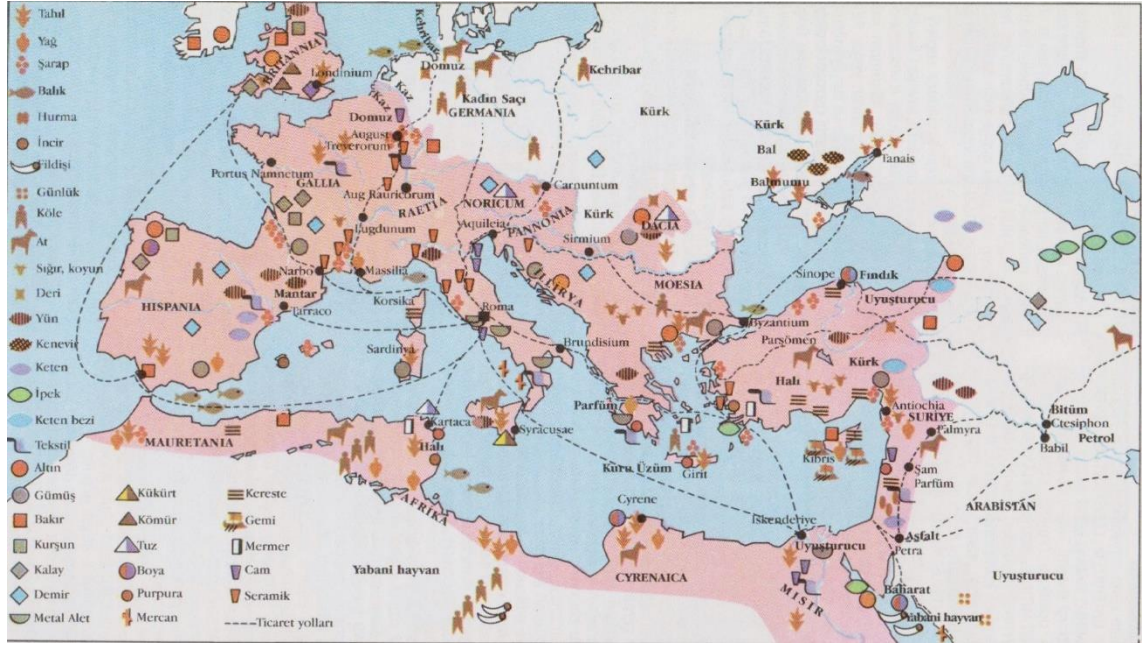 Tahıl
Yağ
Şarap
Balık
Hurma
İncir
Fildişi
Günlük
Köle
At
Sığır, koyun
Deri
Yün
Kenevir
Keten
İpek
Keten bezi
Tekstil
Altın
Gümüş
Bakır
Kurşun
Kalay
Demir
Metal Alet
Kükürt
Kömür
Tuz
Boya
Purpura
Mercan
Kereste
Gemi
Mermer
Cam
Seramik
Ticaret yolları
BRITANNIA
Londinium
Kehribar
Domuz
Kaz
Kaz
Kehribar
Kadın Saçı
GERMANIA
Kürk
Domuz
August
Treverorum
Portus Namnetum
GALLIA
Aug Rauricorum
RAETIA
NORICUM
Carnuntum
Kürk
Bal
Balmumu
Tanais
Lugdunum
Aquileia
PANNONIA
Kürk
DACIA
Sirmium
Narbo
Massilia
İLİRYA
MOESIA
Sinope
Fındık
HISPANIA
Mantar
Tarraco
Korsika
Roma
Uyuşturucu
Byzantium
Parşömen
Sardinya
Brundisium
Kürk
Halı
Parfüm
Antiochia
SURİYE
Bitüm
Ctesiphon
Babil
Petrol
MAURETANIA
Kartaca
Halı
Syracusae
Kuru Üzüm
Girit
Kıbrıs
Palmyra
Şam
Parfüm
AFRIKA
Cyrene
İskenderiye
Uyuşturucu
ARABİSTAN
Asfalt
Petra
Yabani hayvan
CYRENAICA
MISIR
Baharat
Yabani hayvan
Uyuşturucu